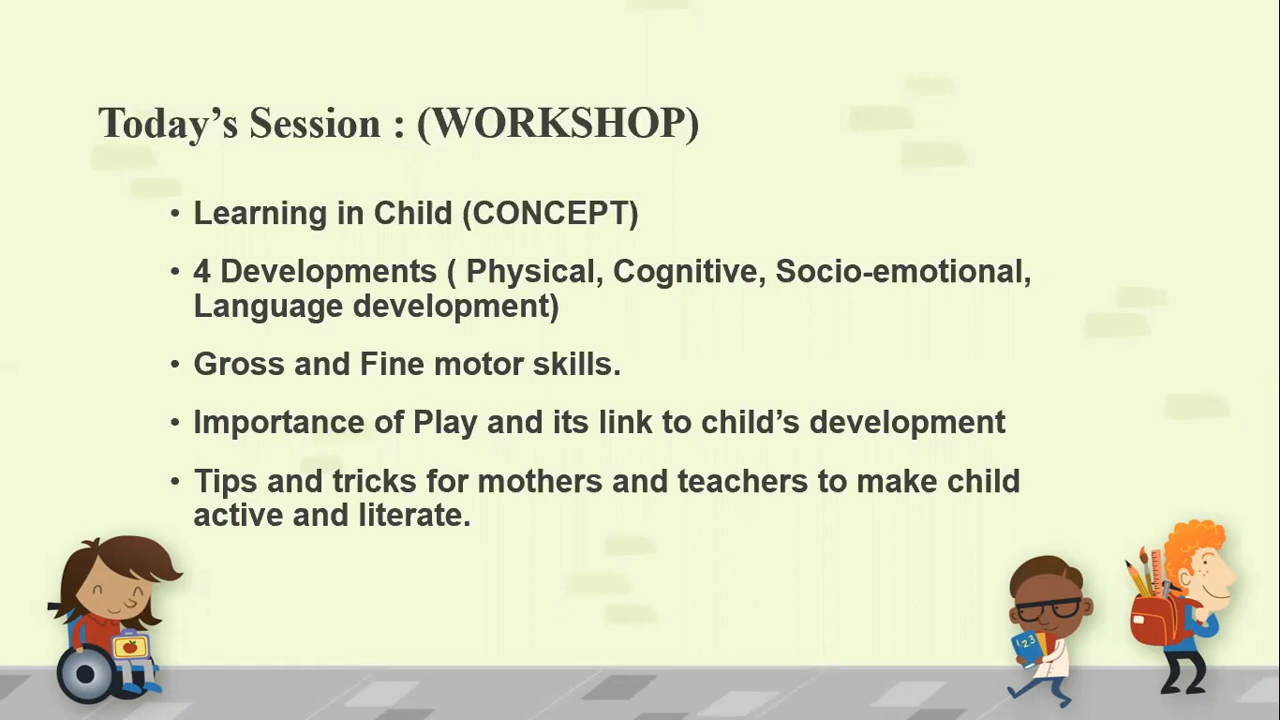 Today’s Session : (WORKSHOP)
• Learning in Child (CONCEPT)
• 4 Developments ( Physical, Cognitive, Socio-emotional,
Language development)
• Gross and Fine motor skills.
• Importance of Play and its link to child’s development
• Tips and tricks for mothers and teachers to make child
active and literate.
123